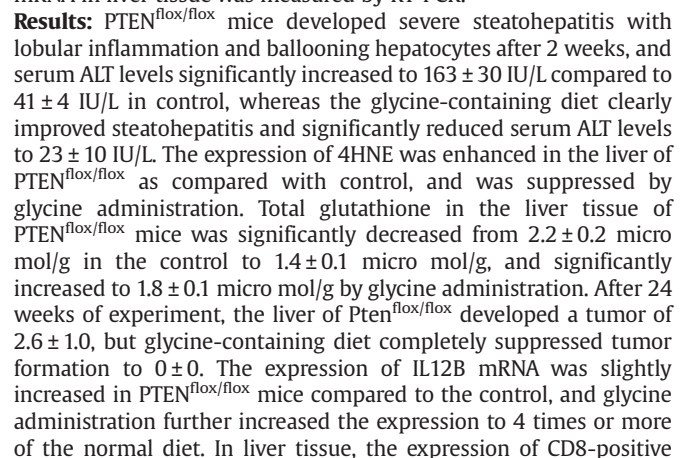 mRNA in liver tissue was measured by RT-PCR.
Results: PTENflox/flox mice developed severe steatohepatitis with
lobular inflammation and ballooning hepatocytes after 2 weeks, and
serum ALT levels significantly increased to 163 ± 30 IU/L compared to
41 ± 4 IU/L in control, whereas the glycine-containing diet clearly
improved steatohepatitis and significantly reduced serum ALT levels
to 23 ± 10 IU/L. The expression of 4HNE was enhanced in the liver of
PTENflox/flox as compared with control, and was suppressed by
glycine administration. Total glutathione in the liver tissue of
PTENflox/flox mice was significantly decreased from 2.2 ± 0.2 micro
mol/g in the control to 1.4 ± 0.1 micro mol/g, and significantly
increased to 1.8 ± 0.1 micro mol/g by glycine administration. After 24
weeks of experiment, the liver of Ptenflox/flox developed a tumor of
2.6 ± 1.0, but glycine-containing diet completely suppressed tumor
formation to 0 ± 0. The expression of IL12B mRNA was slightly
increased in PTENflox/flox mice compared to the control, and glycine
administration further increased the expression to 4 times or more
of the normal diet. In liver tissue, the expression of CD8-positive